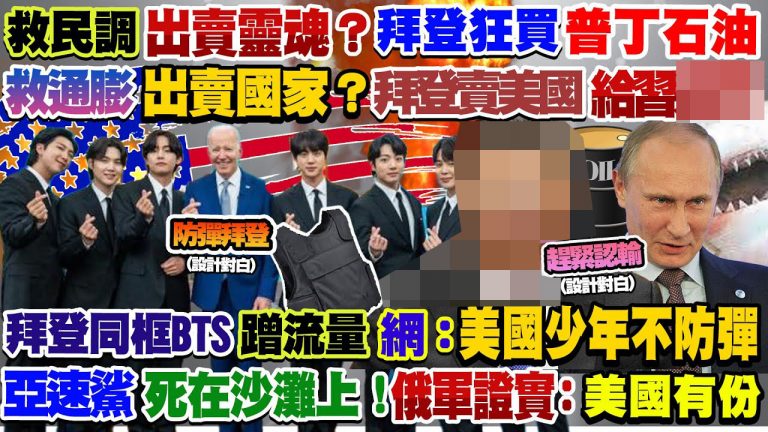 救民調 出賣靈魂？拜登狂買 普丁石油
救通膨 出賣國家？拜登賣美國 給習
OIL
防彈拜登
(設計對白)
趕緊認輸
(設計對白)
拜登同框BTS 蹭流量 網：美國少年不防彈
亞速鯊 死在沙灘上！俄軍證實：美國有份